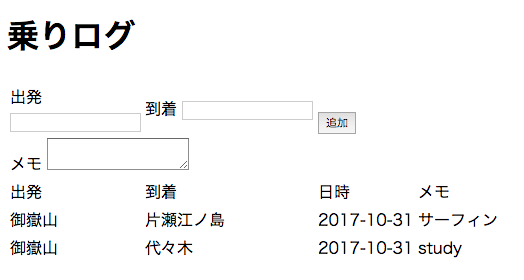 乗りログ
出発 到着 追加
メモ
出発 到着 日時 メモ
御嶽山 片瀬江ノ島 2017-10-31 サーフィン
御嶽山 代々木 2017-10-31 study